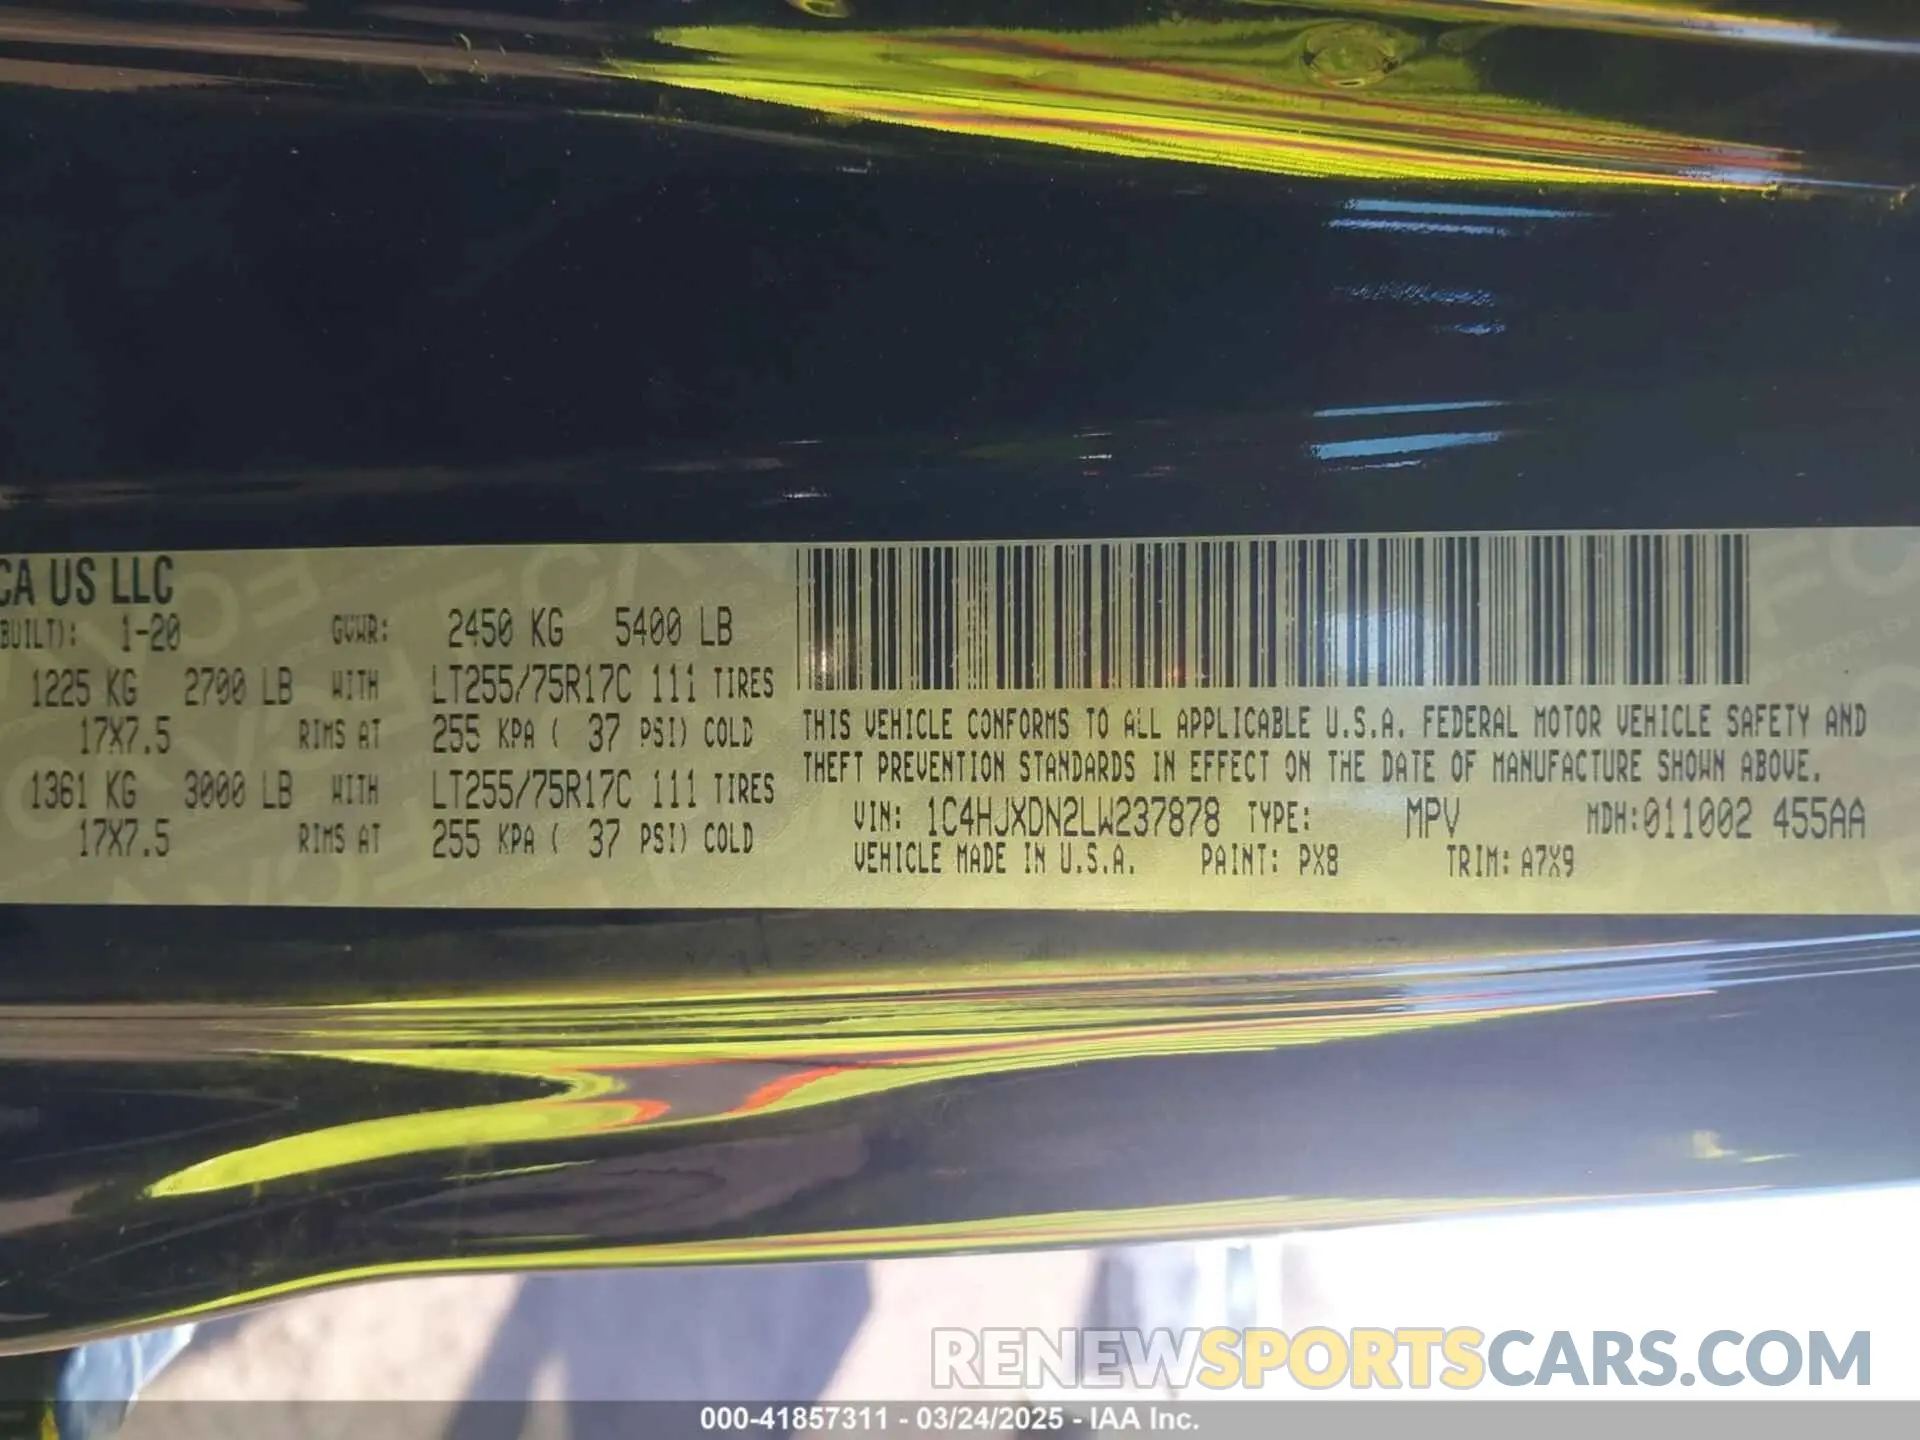 CA US LLC
BUILT): 1-20 GVWR: 2450 KG 5400 LB
1225 KG 2700 LB WITH LT255/75R17C 111 TIRES
17X7.5 RIMS AT 255 KPA ( 37 PSI) COLD
1361 KG 3000 LB WITH LT255/75R17C 111 TIRES
17X7.5 RIMS AT 255 KPA ( 37 PSI) COLD
THIS VEHICLE CONFORMS TO ALL APPLICABLE U.S.A. FEDERAL MOTOR VEHICLE SAFETY AND
THEFT PREVENTION STANDARDS IN EFFECT ON THE DATE OF MANUFACTURE SHOWN ABOVE.
VIN: 1C4HJXDN2LW237878 TYPE: MPV MDH:011002 455AA
VEHICLE MADE IN U.S.A. PAINT: PX8 TRIM: A7X9
RENEWSPORTSCARS.COM
000-41857311 - 03/24/2025 - IAA Inc.